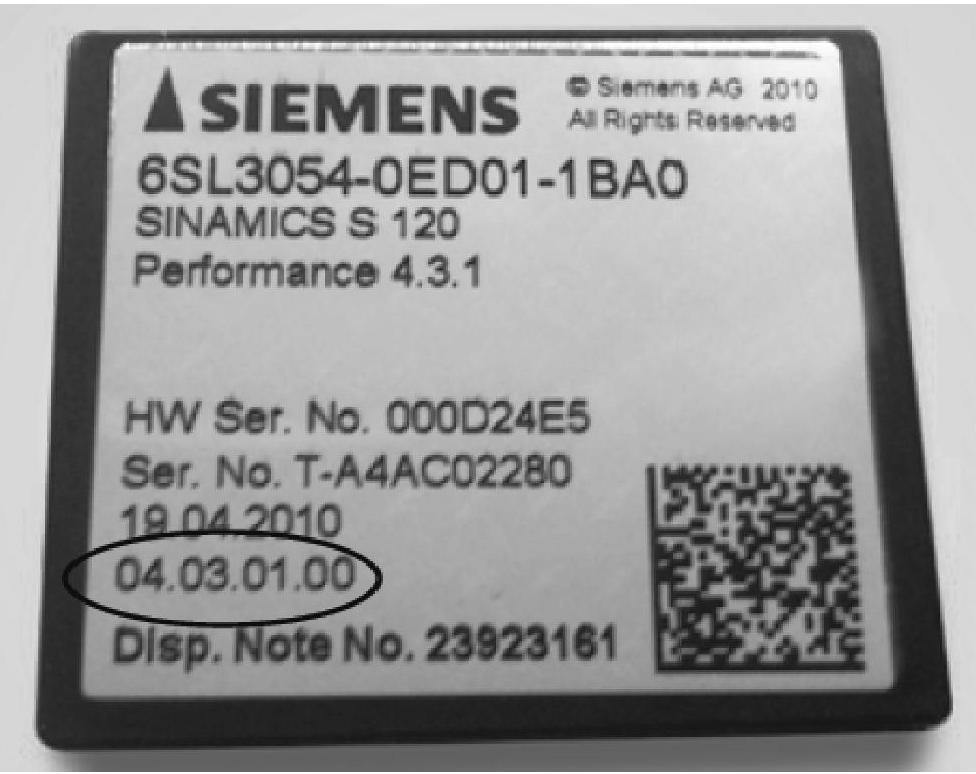 SIEMENS
© Siemens AG 2010
All Rights Reserved
6SL3054-0ED01-1BA0
SINAMICS S 120
Performance 4.3.1
HW Ser. No. 000D24E5
Ser. No. T-A4AC02280
19.04.2010
04.03.01.00
Disp. Note No. 23923161